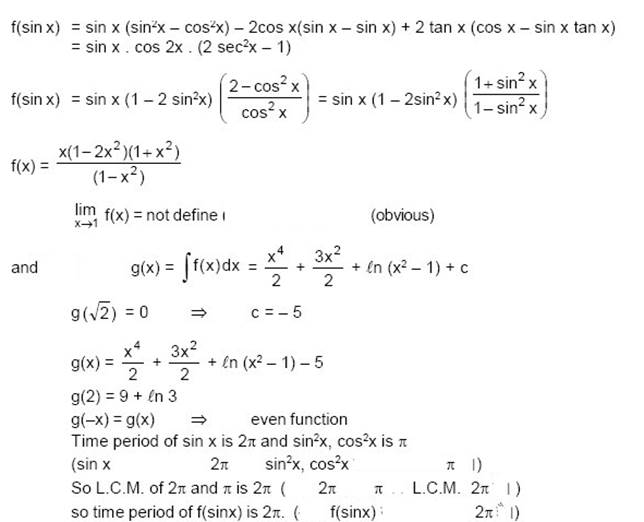 f(sin x) = sin x (sin²x – cos²x) – 2cos x(sin x – sin x) + 2 tan x (cos x – sin x tan x)
= sin x . cos 2x . (2 sec²x – 1)
f(sin x) = sin x (1 – 2 sin²x) ((2 – cos² x)/(cos² x)) = sin x (1 – 2sin²x) ((1 + sin² x)/(1 – sin² x))
f(x) = (x(1 – 2x²)(1 + x²))/((1 – x²))
lim x→1 f(x) = not define (obvious)
and g(x) = ∫f(x)dx = x⁴/2 + 3x²/2 + ℓn (x² – 1) + c
g(√2) = 0 ⇒ c = – 5
g(x) = x⁴/2 + 3x²/2 + ℓn (x² – 1) – 5
g(2) = 9 + ℓn 3
g(–x) = g(x) ⇒ even function
Time period of sin x is 2π and sin²x, cos²x is π
(sin x 2π sin²x, cos²x π )
So L.C.M. of 2π and π is 2π ( 2π π L.C.M. 2π )
so time period of f(sinx) is 2π. ( f(sinx) 2π )